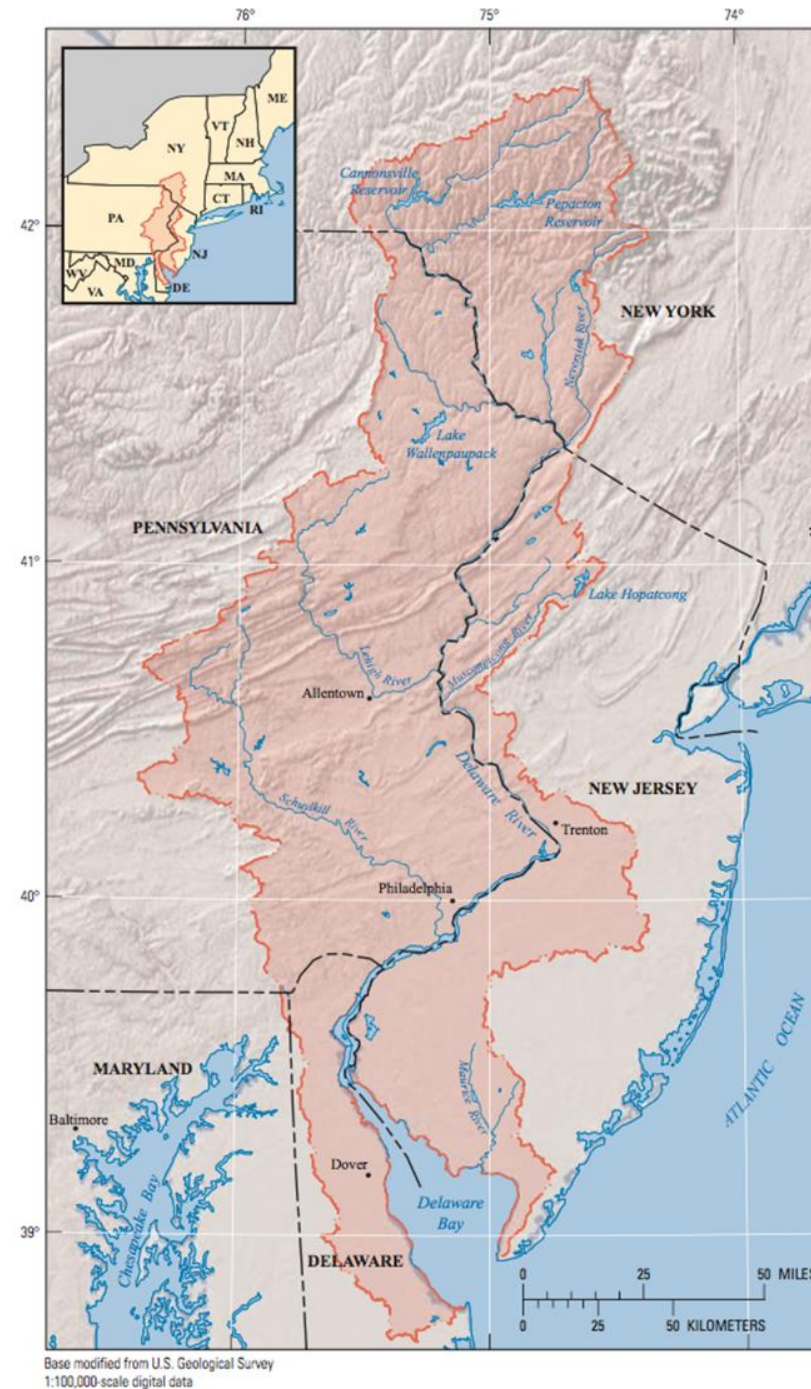 76°
75°
74°
ME
VT
NH
NY
MA
CT
RI
PA
NJ
MD
WV
DE
VA
Cannonsville
Reservoir
Pepacton
Reservoir
42°
NEW YORK
Neversink River
Lake
Wallenpaupack
PENNSYLVANIA
41°
Lake Hopatcong
Musconetcong River
Lehigh River
Allentown
Delaware River
NEW JERSEY
Schuylkill
River
Trenton
Philadelphia
40°
MARYLAND
Maurice River
ATLANTIC OCEAN
Baltimore
Dover
Chesapeake Bay
Delaware
Bay
39°
DELAWARE
0 25 50 MILES
0 25 50 KILOMETERS
Base modified from U.S. Geological Survey
1:100,000-scale digital data